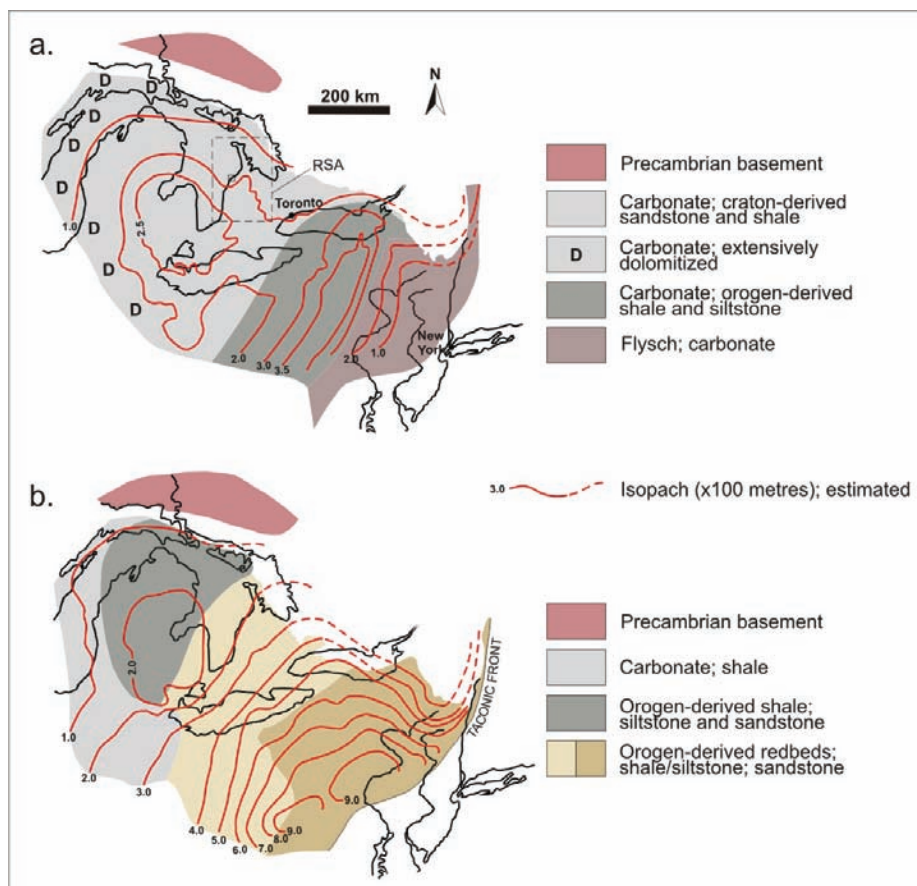 a.
200 km
N
RSA
Toronto
New
York
D
D
D
D
D
D
D
D
1.0
2.5
2.0
3.0
3.5
2.0
1.0
Precambrian basement
Carbonate; craton-derived
sandstone and shale
D
Carbonate; extensively
dolomitized
Carbonate; orogen-derived
shale and siltstone
Flysch; carbonate
3.0
Isopach (x100 metres); estimated
b.
TACONIC FRONT
2.0
1.0
2.0
3.0
4.0
5.0
6.0
7.0
8.0
9.0
9.0
Precambrian basement
Carbonate; shale
Orogen-derived shale;
siltstone and sandstone
Orogen-derived redbeds;
shale/siltstone; sandstone